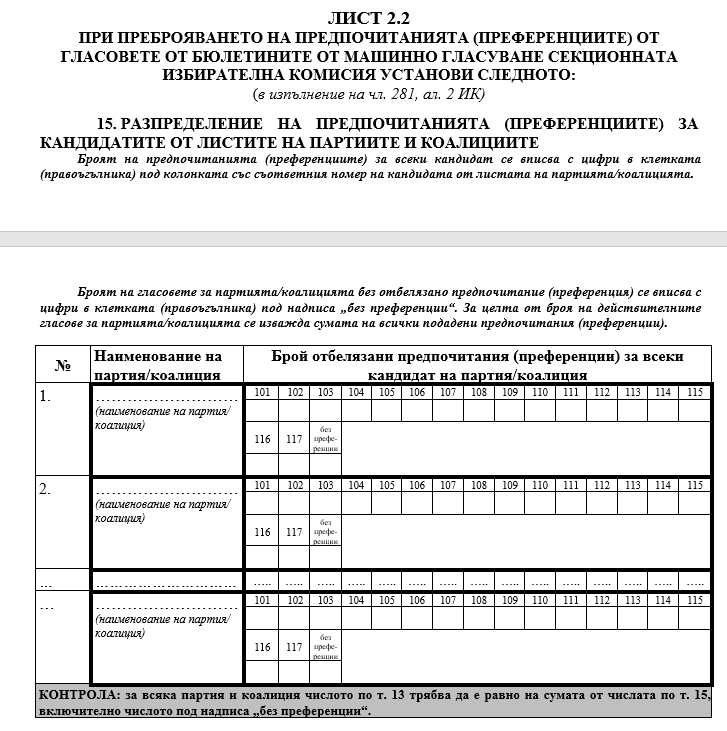 ЛИСТ 2.2
ПРИ ПРЕБРОЯВАНЕТО НА ПРЕДПОЧИТАНИЯТА (ПРЕФЕРЕНЦИИТЕ) ОТ
ГЛАСОВЕТЕ ОТ БЮЛЕТИНИТЕ ОТ МАШИННО ГЛАСУВАНЕ СЕКЦИОННАТА
ИЗБИРАТЕЛНА КОМИСИЯ УСТАНОВИ СЛЕДНОТО:
(в изпълнение на чл. 281, ал. 2 ИК)
15. РАЗПРЕДЕЛЕНИЕ НА ПРЕДПОЧИТАНИЯТА (ПРЕФЕРЕНЦИИТЕ) ЗА
КАНДИДАТИТЕ ОТ ЛИСТИТЕ НА ПАРТИИТЕ И КОАЛИЦИИТЕ
Броят на предпочитанията (преференциите) за всеки кандидат се вписва с цифри в клетката
(правоъгълника) под колонката със съответния номер на кандидата от листата на партията/коалицията.
Броят на гласовете за партията/коалицията без отбелязано предпочитание (преференция) се вписва с
цифри в клетката (правоъгълника) под надписа „без преференции“. За целта от броя на действителните
гласове за партията/коалицията се изважда сумата на всички подадени предпочитания (преференции).
№ Наименование на партия/коалиция Брой отбелязани предпочитания (преференции) за всеки
кандидат на партия/коалиция
1. ........................... 101 102 103 104 105 106 107 108 109 110 111 112 113 114 115
(наименование на партия/
коалиция)
116 117 без
префе-
ренции
2. ........................... 101 102 103 104 105 106 107 108 109 110 111 112 113 114 115
(наименование на партия/
коалиция)
116 117 без
префе-
ренции
... ........................... ..... ..... ..... ..... ..... ..... ..... ..... ..... ..... ..... ..... ..... ..... .....
... ........................... 101 102 103 104 105 106 107 108 109 110 111 112 113 114 115
(наименование на партия/
коалиция)
116 117 без
префе-
ренции
КОНТРОЛА: за всяка партия и коалиция числото по т. 13 трябва да е равно на сумата от числата по т. 15,
включително числото под надписа „без преференции“.